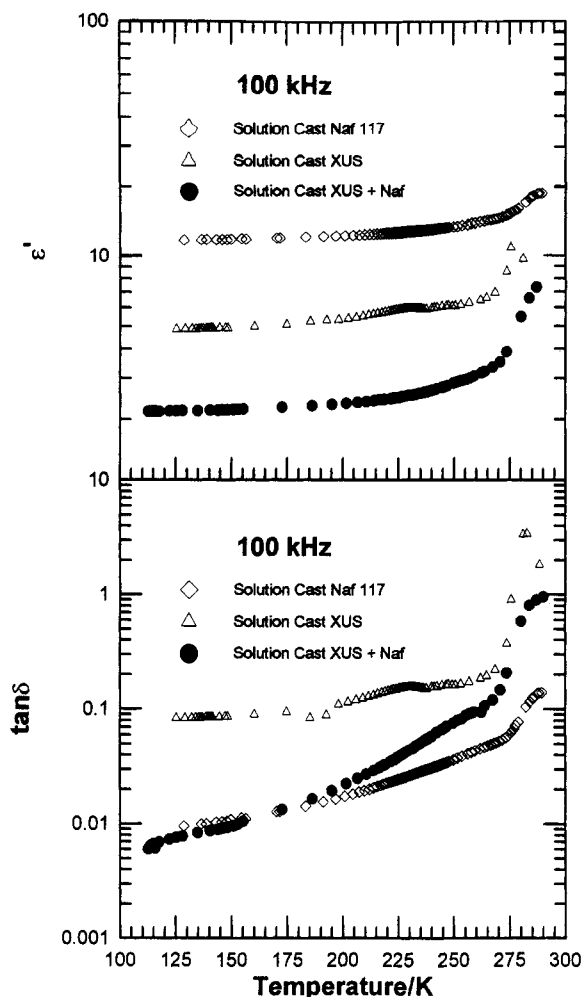 100
100 kHz
Solution Cast Naf 117
Solution Cast XUS
Solution Cast XUS + Naf
ε'
10
10
100 kHz
Solution Cast Naf 117
Solution Cast XUS
Solution Cast XUS + Naf
1
tanδ
0.1
0.01
0.001
100 125 150 175 200 225 250 275 300
Temperature/K